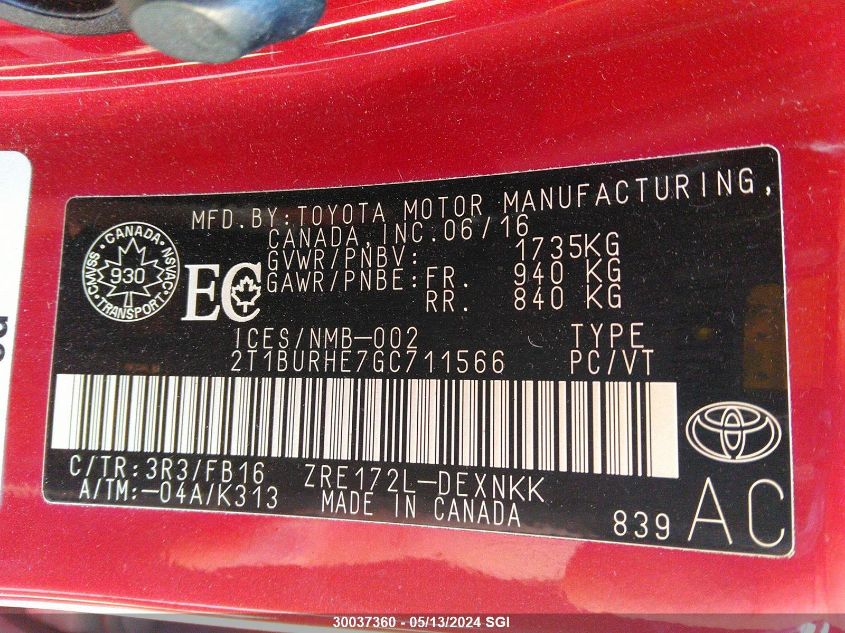 MFD.BY:TOYOTA MOTOR MANUFACTURING,
CANADA,INC.06/16
GVWR/PNBV: 1735KG
GAWR/PNBE:FR. 940 KG
RR. 840 KG
CANADA
CMVSS 930 NSVAC
TRANSPORT
EC
ICES/NMB-002 TYPE
2T1BURHE7GC711566 PC/VT
C/TR:3R3/FB16 ZRE172L-DEXNKK
A/TM:-04A/K313 MADE IN CANADA
839 AC
30037360 - 05/13/2024 SGI